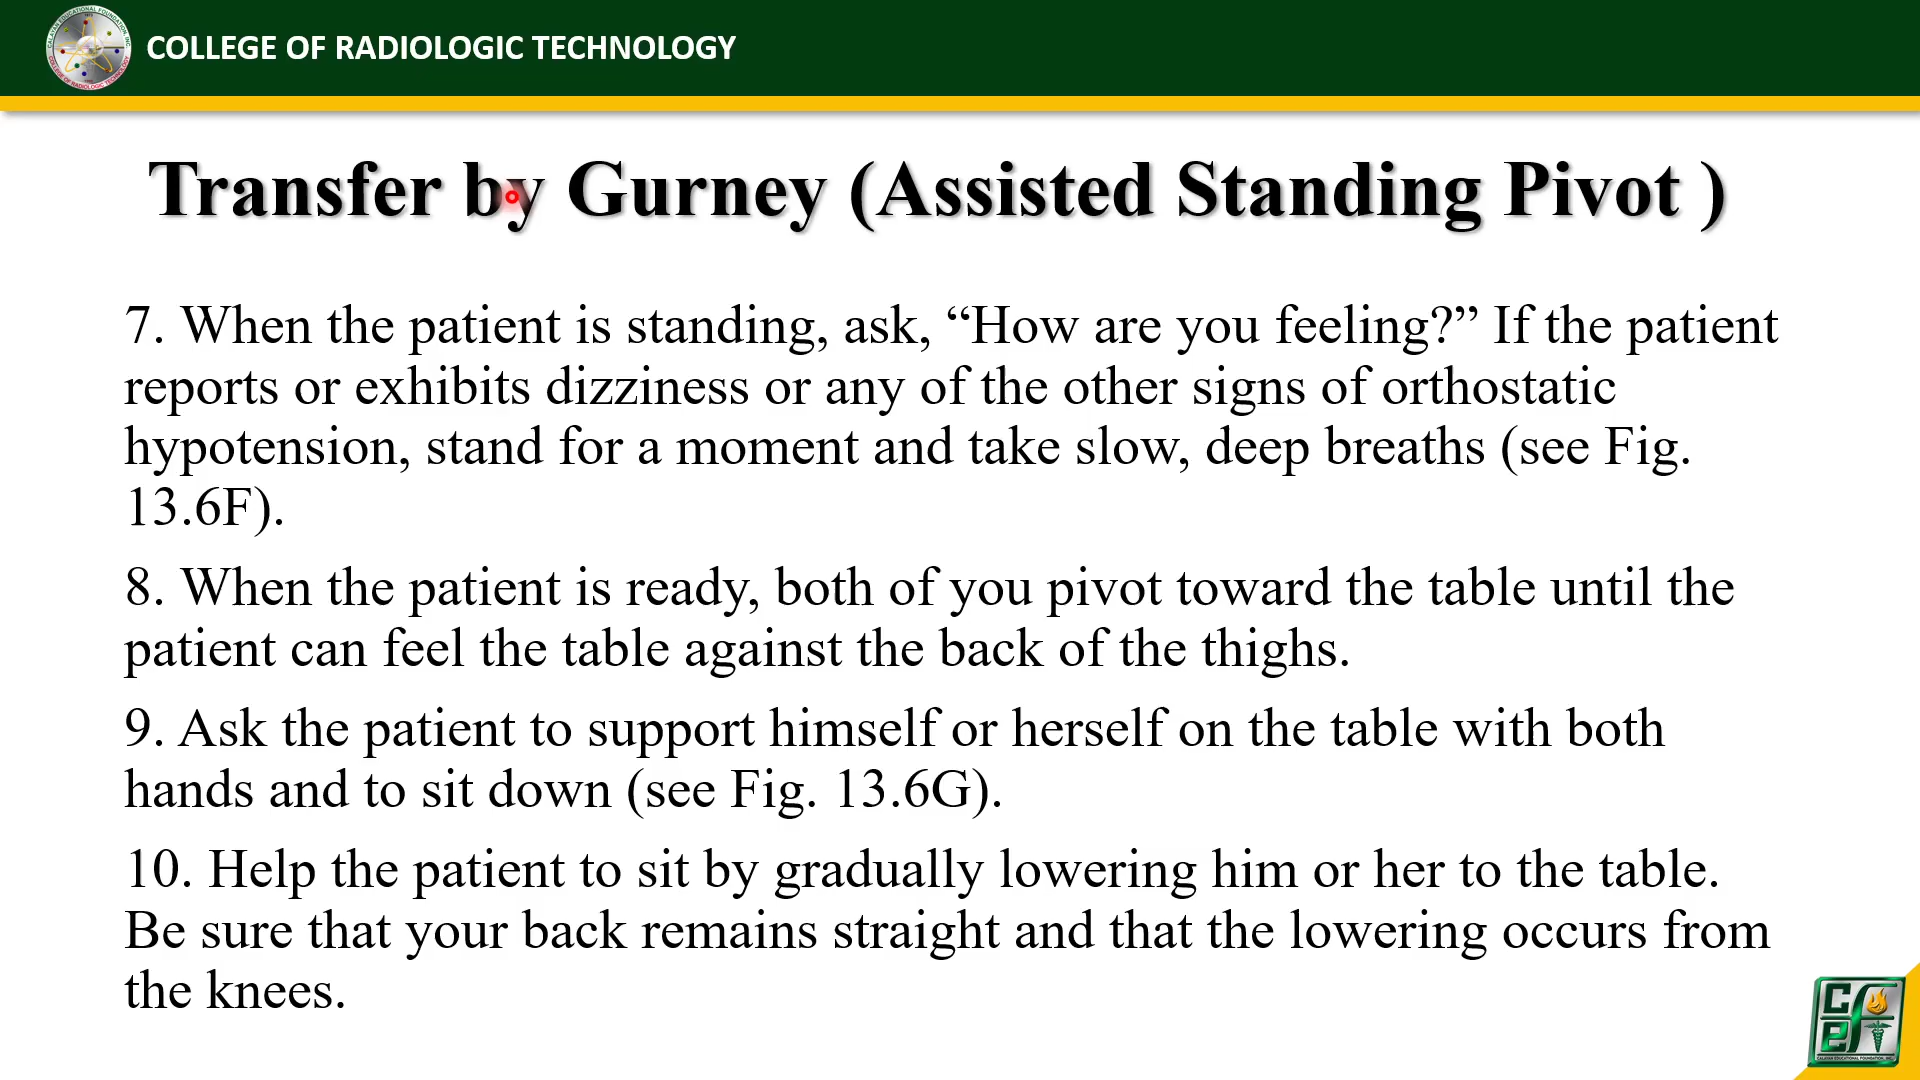 COLLEGE OF RADIOLOGIC TECHNOLOGY
Transfer by Gurney (Assisted Standing Pivot )
7. When the patient is standing, ask, “How are you feeling?” If the patient
reports or exhibits dizziness or any of the other signs of orthostatic
hypotension, stand for a moment and take slow, deep breaths (see Fig.
13.6F).
8. When the patient is ready, both of you pivot toward the table until the
patient can feel the table against the back of the thighs.
9. Ask the patient to support himself or herself on the table with both
hands and to sit down (see Fig. 13.6G).
10. Help the patient to sit by gradually lowering him or her to the table.
Be sure that your back remains straight and that the lowering occurs from
the knees.
CALAYAN EDUCATIONAL FOUNDATION, INC.